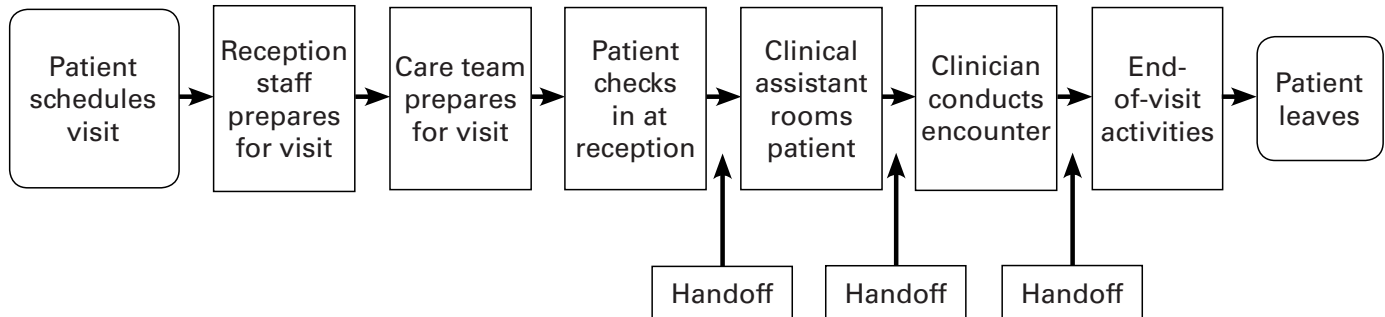 Patient
schedules
visit
Reception
staff
prepares
for visit
Care team
prepares
for visit
Patient
checks
in at
reception
Clinical
assistant
rooms
patient
Clinician
conducts
encounter
End-
of-visit
activities
Patient
leaves
Handoff
Handoff
Handoff